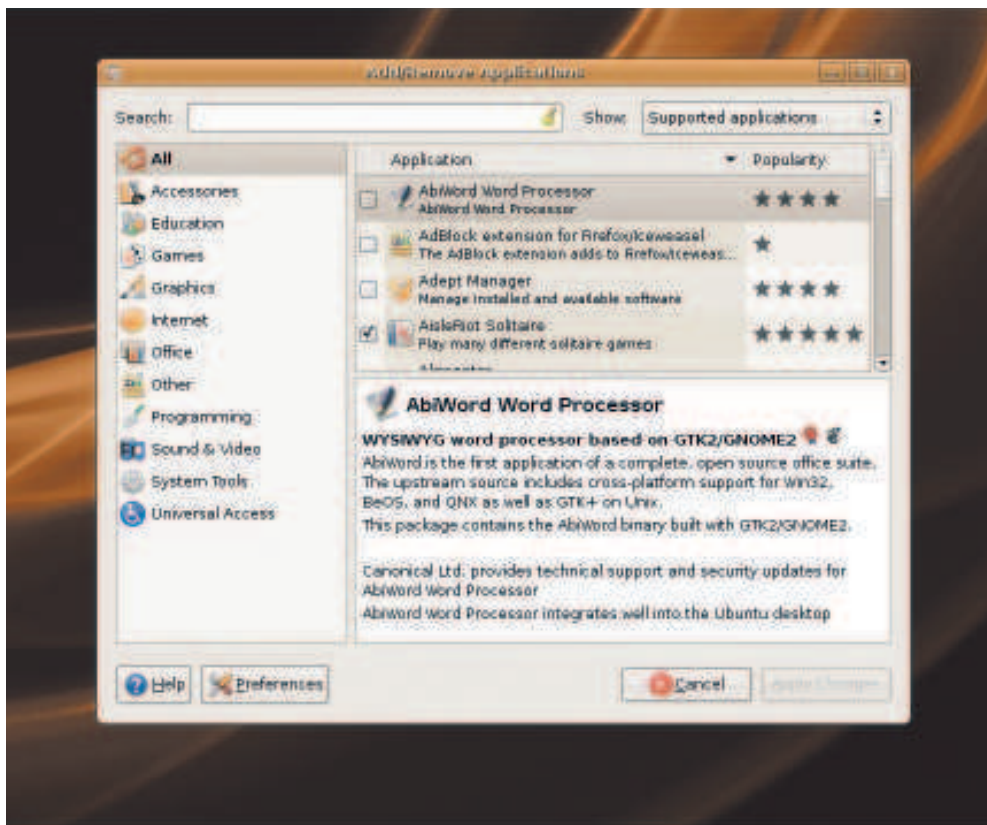 Add/Remove Applications
Search:
Show: Supported applications
All
Accessories
Education
Games
Graphics
Internet
Office
Other
Programming
Sound & Video
System Tools
Universal Access
Application Popularity
AbiWord Word Processor
AbiWord Word Processor
AdBlock extension for Firefox/Iceweasel
The AdBlock extension adds to Firefox/Iceweas...
Adept Manager
Manage installed and available software
AisleRiot Solitaire
Play many different solitaire games
AbiWord Word Processor
WYSIWYG word processor based on GTK2/GNOME2
AbiWord is the first application of a complete, open source office suite.
The upstream source includes cross-platform support for Win32,
BeOS, and QNX as well as GTK+ on Unix.
This package contains the AbiWord binary built with GTK2/GNOME2.
Canonical Ltd. provides technical support and security updates for
AbiWord Word Processor
AbiWord Word Processor integrates well into the Ubuntu desktop
Help
Preferences
Cancel
Apply Changes